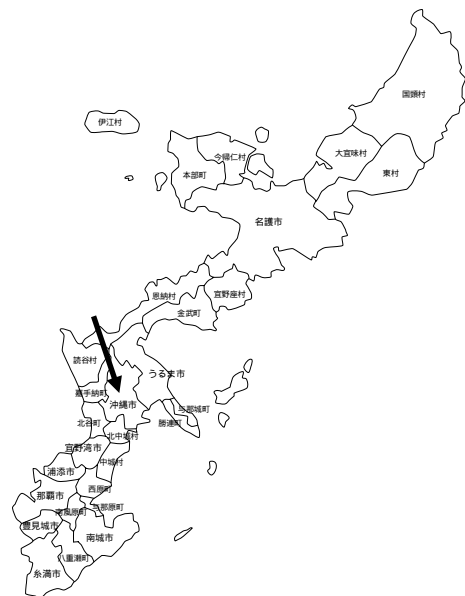 国頭村
伊江村
今帰仁村
大宜味村
本部町
東村
名護市
恩納村
宜野座村
金武町
読谷村
うるま市
嘉手納町
沖縄市
与那城町
北谷町
勝連町
北中城村
宜野湾市
中城村
浦添市
西原町
那覇市
与那原町
南風原町
豊見城市
南城市
八重瀬町
糸満市